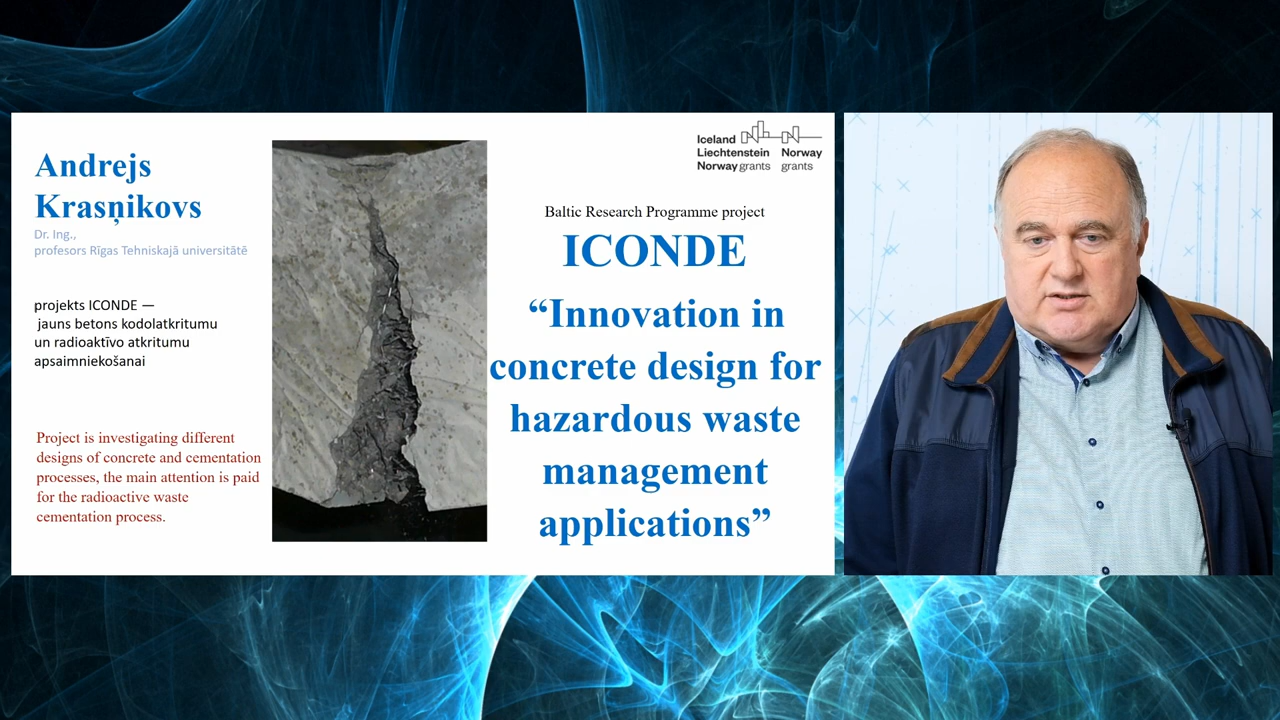 Andrejs
Krasņikovs
Dr. Ing.,
profesors Rīgas Tehniskajā universitātē
projekts ICONDE —
jauns betons kodolatkritumu
un radioaktīvo atkritumu
apsaimniekošanai
Project is investigating different
designs of concrete and cementation
processes, the main attention is paid
for the radioactive waste
cementation process.
Iceland
Liechtenstein
Norway grants
Norway
grants
Baltic Research Programme project
ICONDE
“Innovation in
concrete design for
hazardous waste
management
applications”